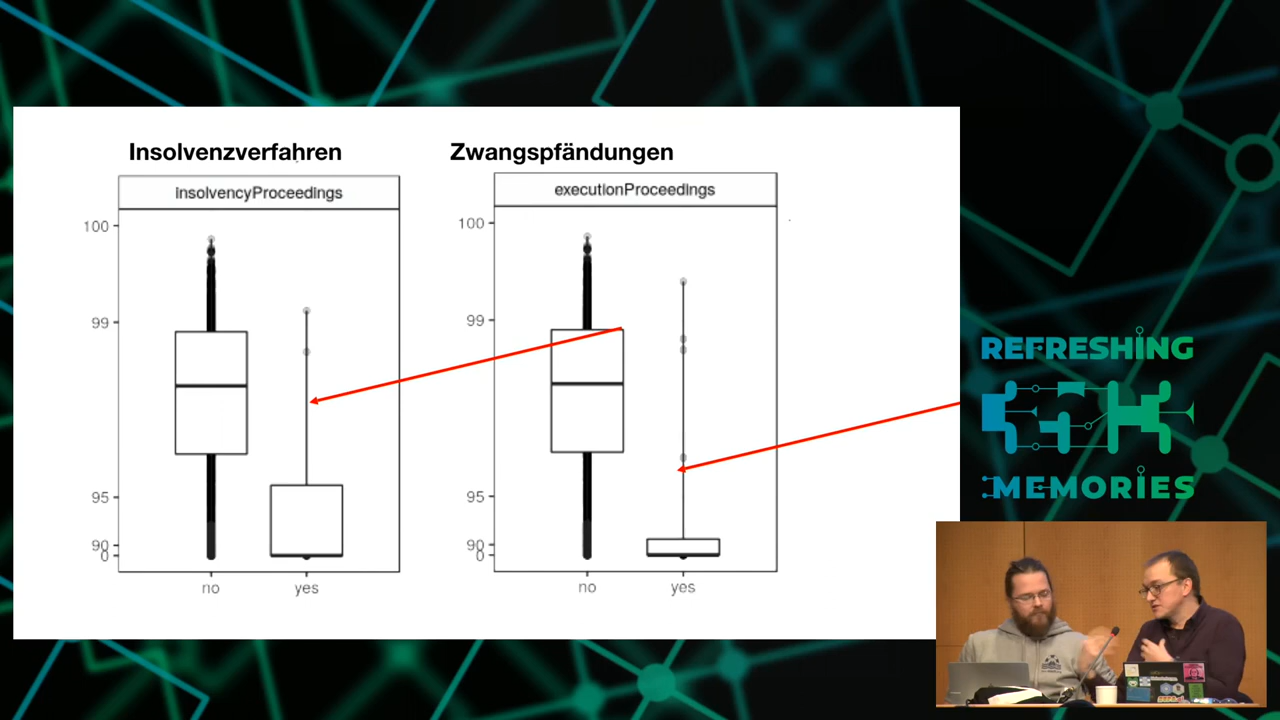 Insolvenzverfahren
Zwangspfändungen
insolvencyProceedings
executionProceedings
100
99
95
90
0
no
yes
100
99
95
90
0
no
yes
REFRESHING
MEMORIES